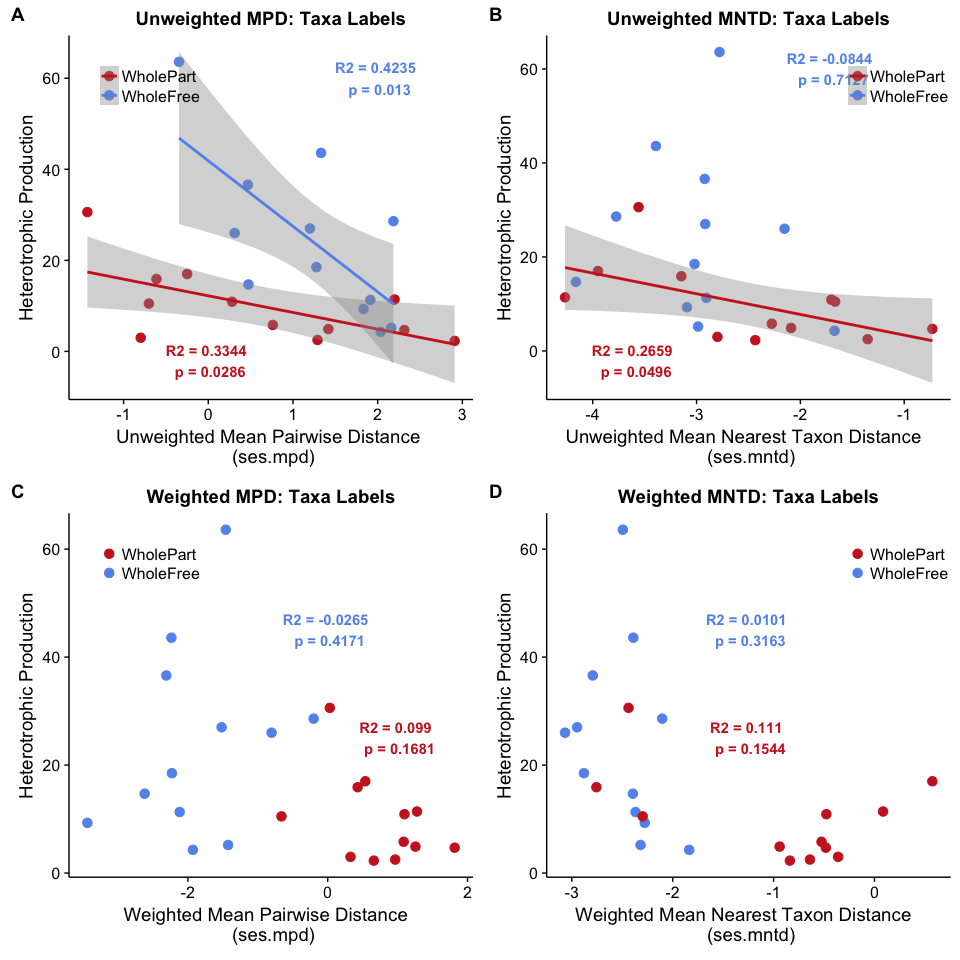 A
Unweighted MPD: Taxa Labels
Heterotrophic Production
60
40
20
0
WholePart
WholeFree
R2 = 0.4235
p = 0.013
R2 = 0.3344
p = 0.0286
-1
0
1
2
3
Unweighted Mean Pairwise Distance
(ses.mpd)
B
Unweighted MNTD: Taxa Labels
Heterotrophic Production
60
40
20
0
R2 = -0.0844
p = 0.7127
WholePart
WholeFree
R2 = 0.2659
p = 0.0496
-4
-3
-2
-1
Unweighted Mean Nearest Taxon Distance
(ses.mntd)
C
Weighted MPD: Taxa Labels
Heterotrophic Production
60
40
20
0
WholePart
WholeFree
R2 = -0.0265
p = 0.4171
R2 = 0.099
p = 0.1681
-2
0
2
Weighted Mean Pairwise Distance
(ses.mpd)
D
Weighted MNTD: Taxa Labels
Heterotrophic Production
60
40
20
0
WholePart
WholeFree
R2 = 0.0101
p = 0.3163
R2 = 0.111
p = 0.1544
-3
-2
-1
0
Weighted Mean Nearest Taxon Distance
(ses.mntd)